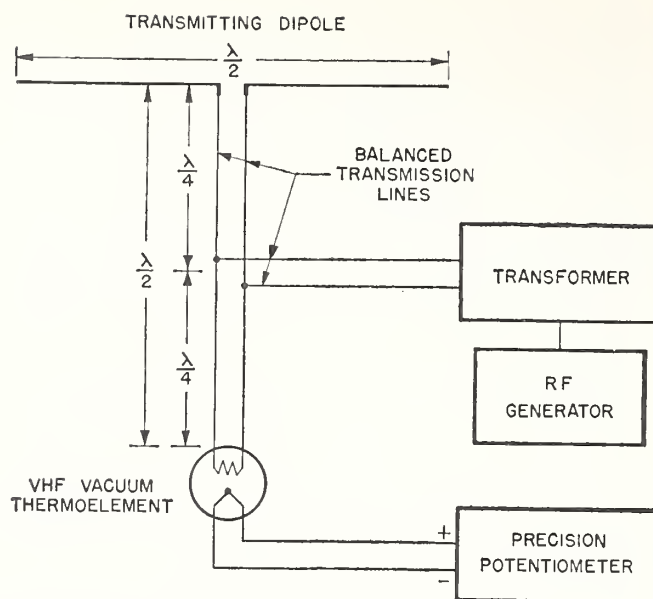 TRANSMITTING DIPOLE
λ
2
BALANCED
TRANSMISSION
LINES
λ
4
λ
2
λ
4
TRANSFORMER
RF
GENERATOR
VHF VACUUM
THERMOELEMENT
+
−
PRECISION
POTENTIOMETER